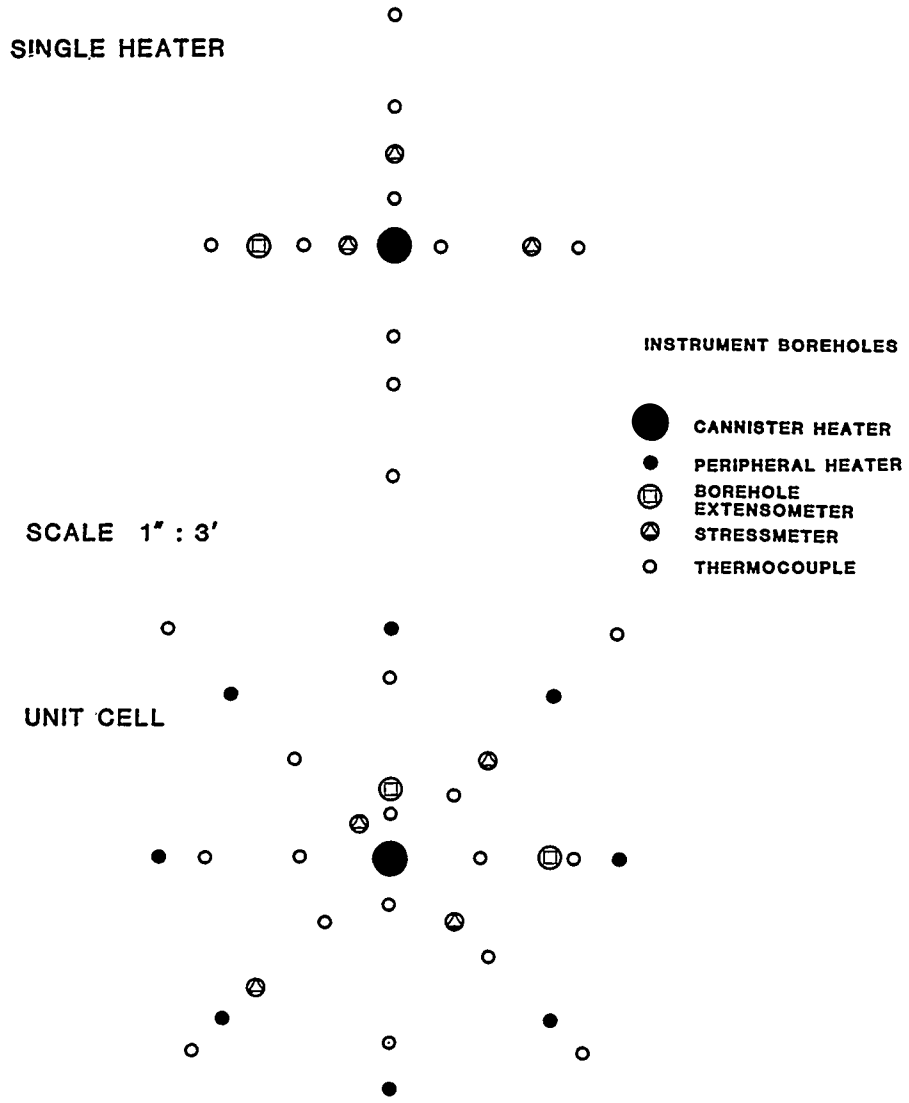 SINGLE HEATER
INSTRUMENT BOREHOLES
CANNISTER HEATER
PERIPHERAL HEATER
BOREHOLE
EXTENSOMETER
STRESSMETER
THERMOCOUPLE
SCALE 1" : 3'
UNIT CELL